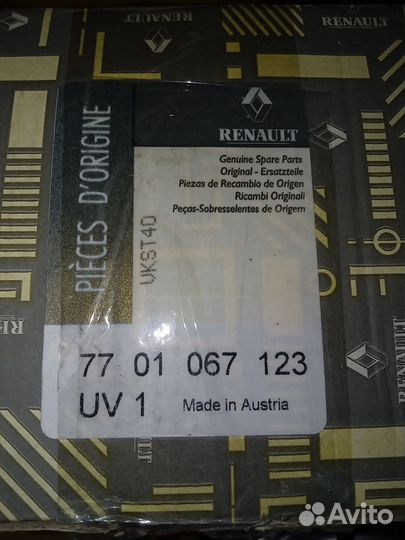 RENAULT
RENAULT
PIÈCES D'ORIGINE
Genuine Spare Parts
Original - Ersatzteile
Piezas de Recambio de Origen
Ricambi Originali
Peças-Sobresselentes de Origem
VKST40
77 01 067 123
UV 1 Made in Austria
RENAULT
Avito